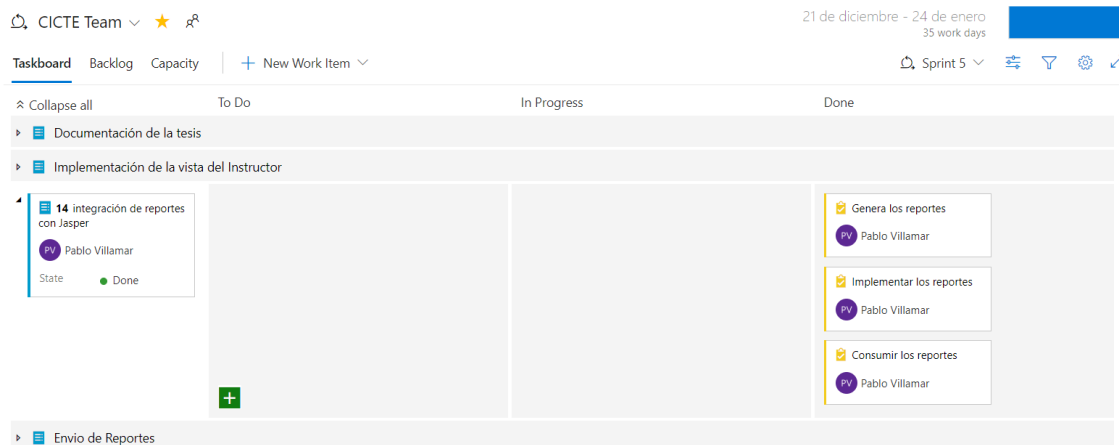 CICTE Team
21 de diciembre - 24 de enero
35 work days
Taskboard Backlog Capacity New Work Item Sprint 5
Collapse all To Do In Progress Done
Documentación de la tesis
Implementación de la vista del Instructor
14 integración de reportes
con Jasper
PV Pablo Villamar
State Done
Genera los reportes
PV Pablo Villamar
Implementar los reportes
PV Pablo Villamar
Consumir los reportes
PV Pablo Villamar
Envio de Reportes